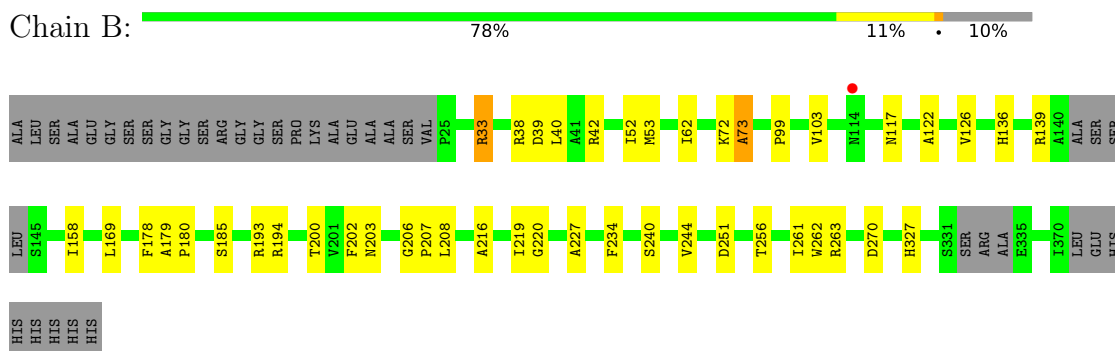 Chain B:
78% 11% • 10%
ALA LEU SER ALA GLU GLY SER SER GLY GLY SER ARG GLY GLY SER PRO LYS ALA GLU ALA ALA SER VAL P25 R33 R38 D39 L40 A41 R42 I52 M53 I62 K72 A73 P99 V103 N114 N117 A122 V126 H136 R139 A140 ALA SER SER
LEU S145 I158 L169 F178 A179 P180 S185 R193 R194 T200 V201 F202 N203 G206 P207 L208 A216 I219 G220 A227 F234 S240 V244 D251 T256 I261 W262 R263 D270 H327 S331 SER ARG ALA E335 I370 LEU GLU HIS
HIS HIS HIS HIS HIS